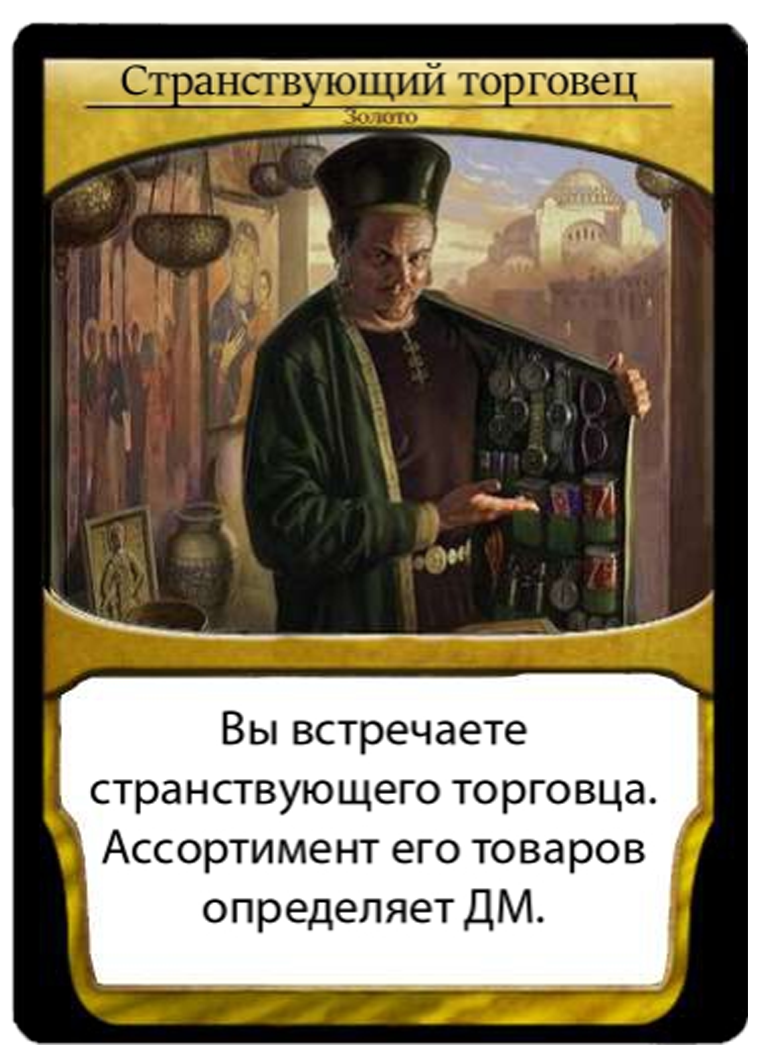 Странствующий торговец
Золото
Вы встречаете
странствующего торговца.
Ассортимент его товаров
определяет ДМ.